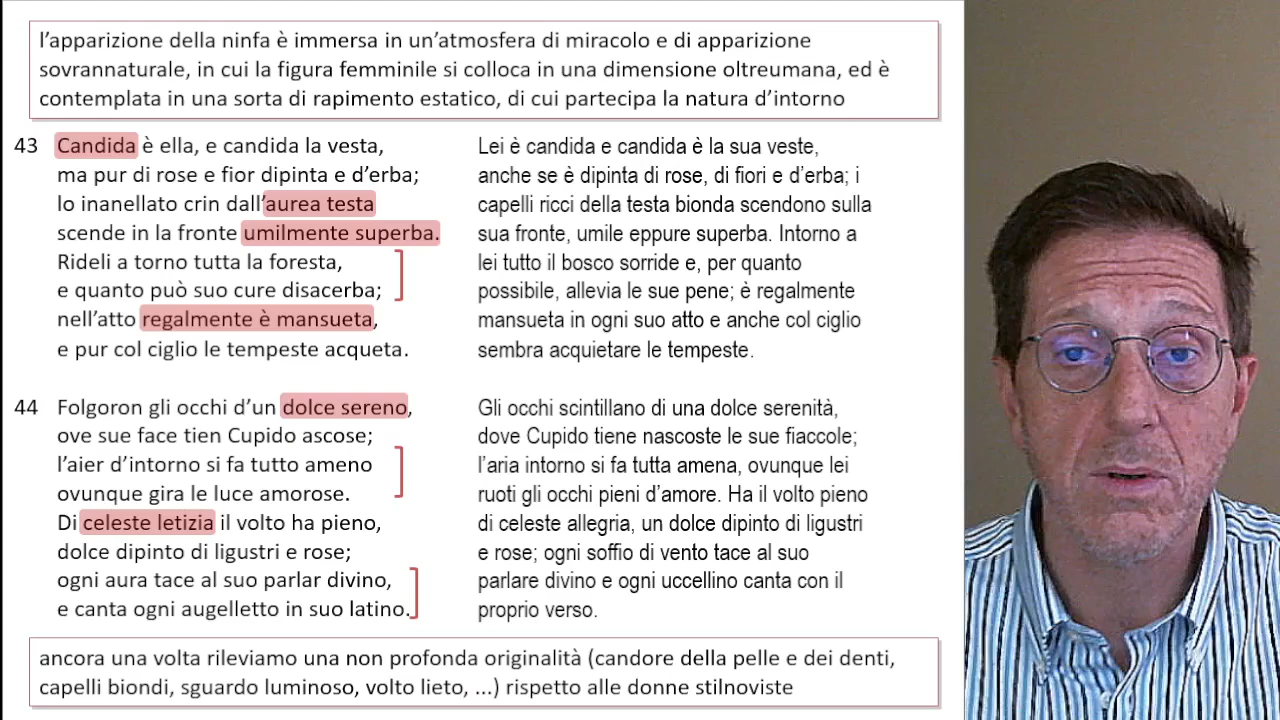 l’apparizione della ninfa è immersa in un’atmosfera di miracolo e di apparizione
sovrannaturale, in cui la figura femminile si colloca in una dimensione oltreumana, ed è
contemplata in una sorta di rapimento estatico, di cui partecipa la natura d’intorno
43 Candida è ella, e candida la vesta,
ma pur di rose e fior dipinta e d’erba;
lo inanellato crin dall’aurea testa
scende in la fronte umilmente superba.
Rideli a torno tutta la foresta,
e quanto può suo cure disacerba;
nell’atto regalmente è mansueta,
e pur col ciglio le tempeste acqueta.
Lei è candida e candida è la sua veste,
anche se è dipinta di rose, di fiori e d’erba; i
capelli ricci della testa bionda scendono sulla
sua fronte, umile eppure superba. Intorno a
lei tutto il bosco sorride e, per quanto
possibile, allevia le sue pene; è regalmente
mansueta in ogni suo atto e anche col ciglio
sembra acquietare le tempeste.
44 Folgoron gli occhi d’un dolce sereno,
ove sue face tien Cupido ascose;
l’aier d’intorno si fa tutto ameno
ovunque gira le luce amorose.
Di celeste letizia il volto ha pieno,
dolce dipinto di ligustri e rose;
ogni aura tace al suo parlar divino,
e canta ogni augelletto in suo latino.
Gli occhi scintillano di una dolce serenità,
dove Cupido tiene nascoste le sue fiaccole;
l’aria intorno si fa tutta amena, ovunque lei
ruoti gli occhi pieni d’amore. Ha il volto pieno
di celeste allegria, un dolce dipinto di ligustri
e rose; ogni soffio di vento tace al suo
parlare divino e ogni uccellino canta con il
proprio verso.
ancora una volta rileviamo una non profonda originalità (candore della pelle e dei denti,
capelli biondi, sguardo luminoso, volto lieto, ...) rispetto alle donne stilnoviste